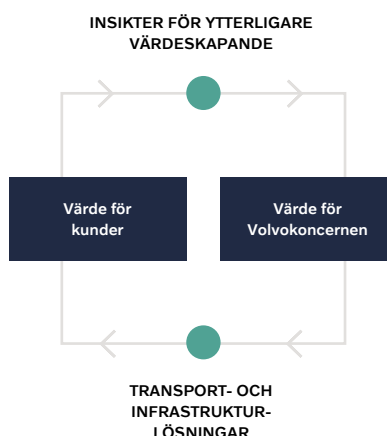 INSIKTER FÖR YTTERLIGARE
VÄRDESKAPANDE
Värde för
kunder
Värde för
Volvokoncernen
TRANSPORT- OCH
INFRASTRUKTUR-
LÖSNINGAR